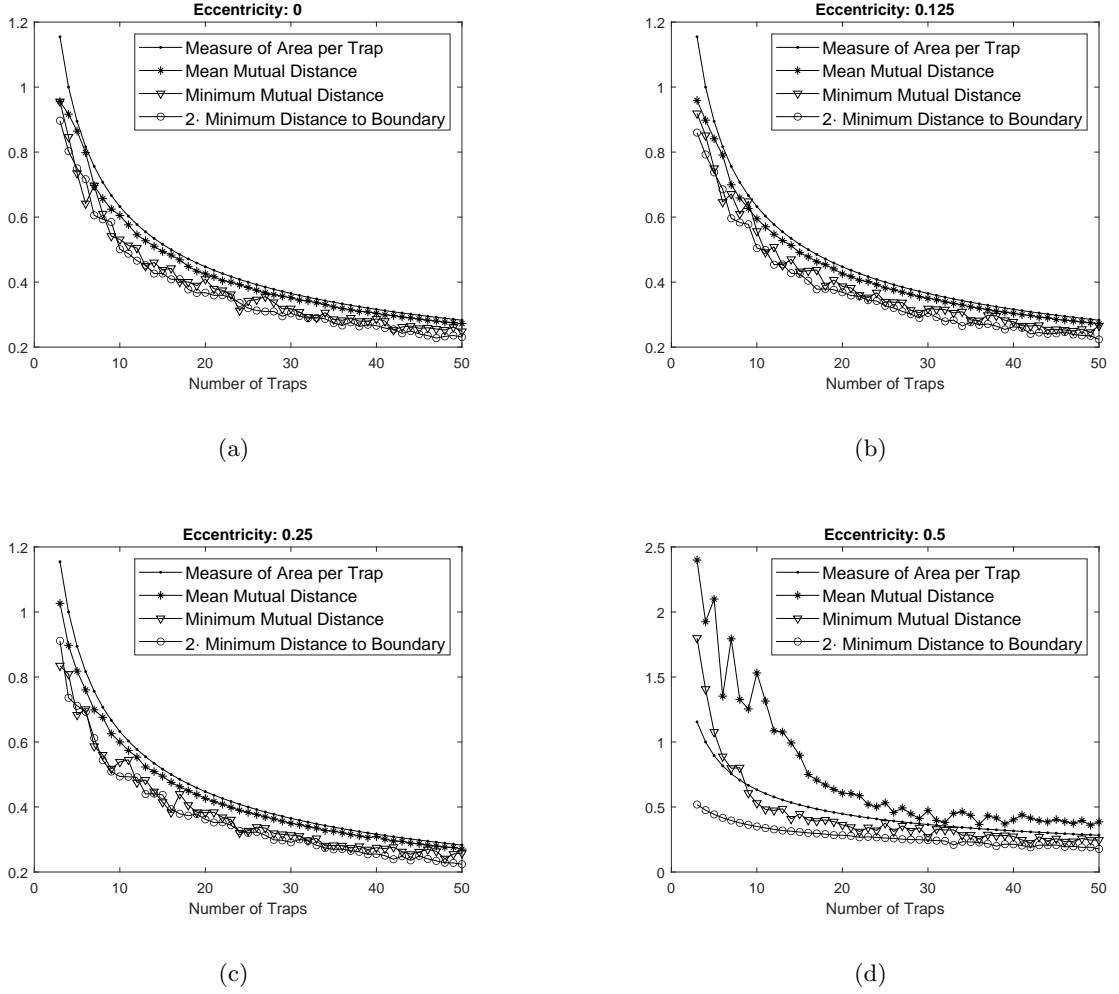 Eccentricity: 0
1.2
1
0.8
0.6
0.4
0.2
0 10 20 30 40 50
Number of Traps
Measure of Area per Trap
Mean Mutual Distance
Minimum Mutual Distance
2· Minimum Distance to Boundary
(a)
Eccentricity: 0.125
1.2
1
0.8
0.6
0.4
0.2
0 10 20 30 40 50
Number of Traps
Measure of Area per Trap
Mean Mutual Distance
Minimum Mutual Distance
2· Minimum Distance to Boundary
(b)
Eccentricity: 0.25
1.2
1
0.8
0.6
0.4
0.2
0 10 20 30 40 50
Number of Traps
Measure of Area per Trap
Mean Mutual Distance
Minimum Mutual Distance
2· Minimum Distance to Boundary
(c)
Eccentricity: 0.5
2.5
2
1.5
1
0.5
0
0 10 20 30 40 50
Number of Traps
Measure of Area per Trap
Mean Mutual Distance
Minimum Mutual Distance
2· Minimum Distance to Boundary
(d)